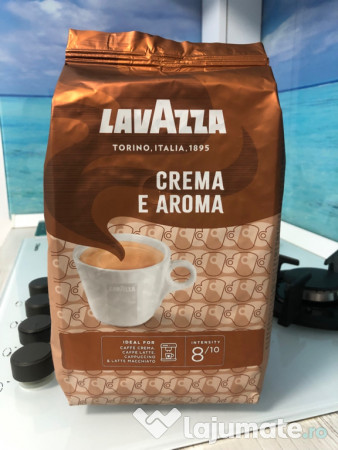 LAVAZZA
TORINO, ITALIA, 1895
CREMA
E AROMA
LAVAZZA
IDEAL FOR
CAFFÈ CREMA
CAFFÈ LATTE
CAPPUCCINO
& LATTE MACCHIATO
INTENSITY
8/10
lajumate.ro